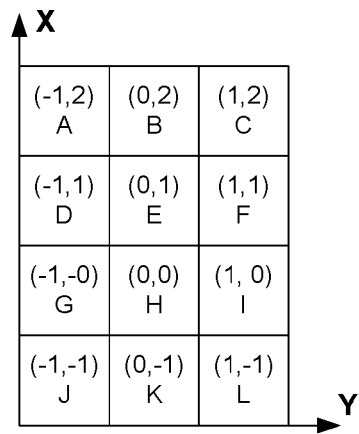 X
(-1,2) (0,2) (1,2)
A B C
(-1,1) (0,1) (1,1)
D E F
(-1,-0) (0,0) (1, 0)
G H I
(-1,-1) (0,-1) (1,-1)
J K L
Y